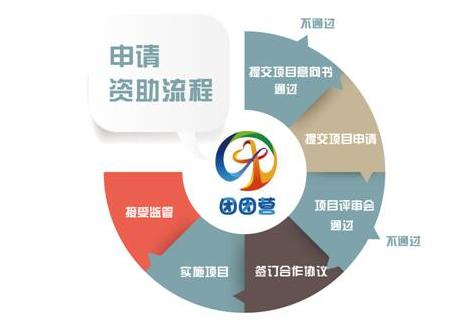 申请
资助流程
不通过
提交项目意向书
通过
提交项目申请
项目评审会
通过
不通过
签订合作协议
实施项目
接受监管
团团营